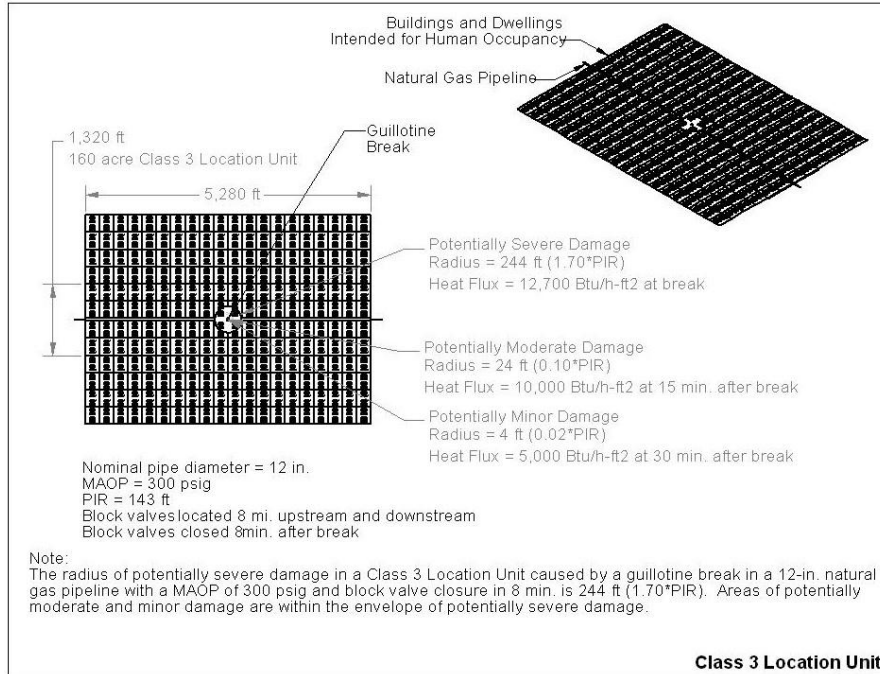 Buildings and Dwellings
Intended for Human Occupancy
Natural Gas Pipeline
Guillotine
Break
1,320 ft
160 acre Class 3 Location Unit
5,280 ft
Potentially Severe Damage
Radius = 244 ft (1.70*PIR)
Heat Flux = 12,700 Btu/h-ft2 at break
Potentially Moderate Damage
Radius = 24 ft (0.10*PIR)
Heat Flux = 10,000 Btu/h-ft2 at 15 min. after break
Potentially Minor Damage
Radius = 4 ft (0.02*PIR)
Heat Flux = 5,000 Btu/h-ft2 at 30 min. after break
Nominal pipe diameter = 12 in.
MAOP = 300 psig
PIR = 143 ft
Block valves located 8 mi. upstream and downstream
Block valves closed 8min. after break
Note:
The radius of potentially severe damage in a Class 3 Location Unit caused by a guillotine break in a 12-in. natural
gas pipeline with a MAOP of 300 psig and block valve closure in 8 min. is 244 ft (1.70*PIR). Areas of potentially
moderate and minor damage are within the envelope of potentially severe damage.
Class 3 Location Unit